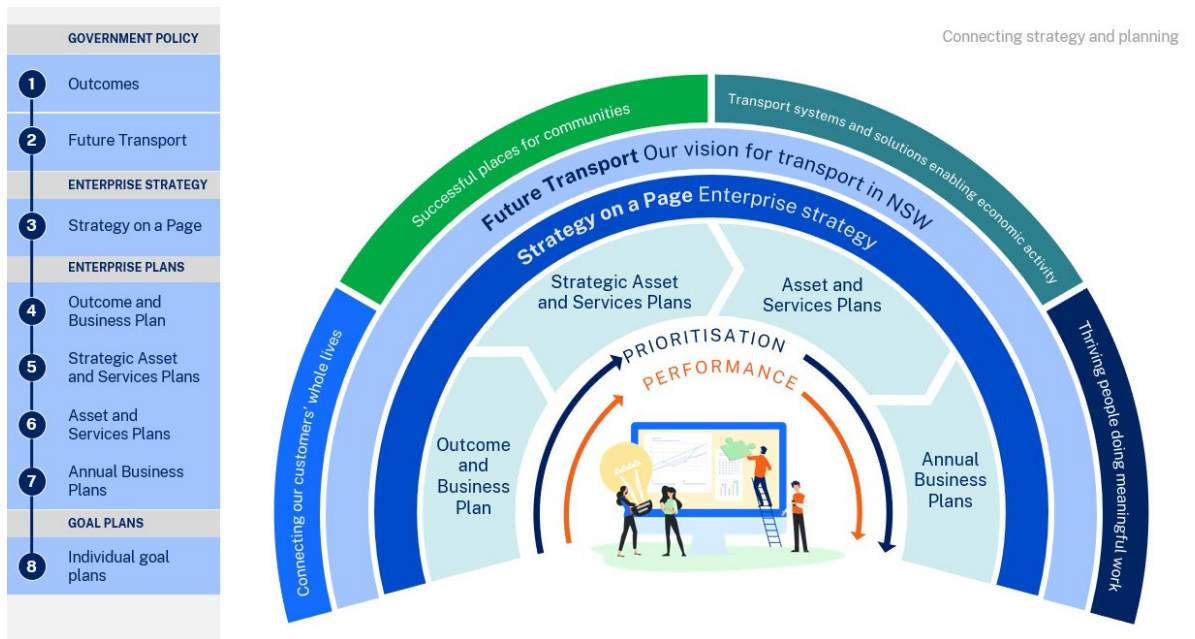 GOVERNMENT POLICY
1
Outcomes
2
Future Transport
ENTERPRISE STRATEGY
3
Strategy on a Page
ENTERPRISE PLANS
4
Outcome and
Business Plan
5
Strategic Asset
and Services Plans
6
Asset and
Services Plans
7
Annual Business
Plans
GOAL PLANS
8
Individual goal
plans
Connecting strategy and planning
Connecting our customers' whole lives
Successful places for communities
Transport systems and solutions enabling economic activity
Thriving people doing meaningful work
Future Transport Our vision for transport in NSW
Strategy on a Page Enterprise strategy
Outcome
and
Business
Plan
Strategic Asset
and Services Plans
Asset and
Services Plans
Annual
Business
Plans
PRIORITISATION
PERFORMANCE